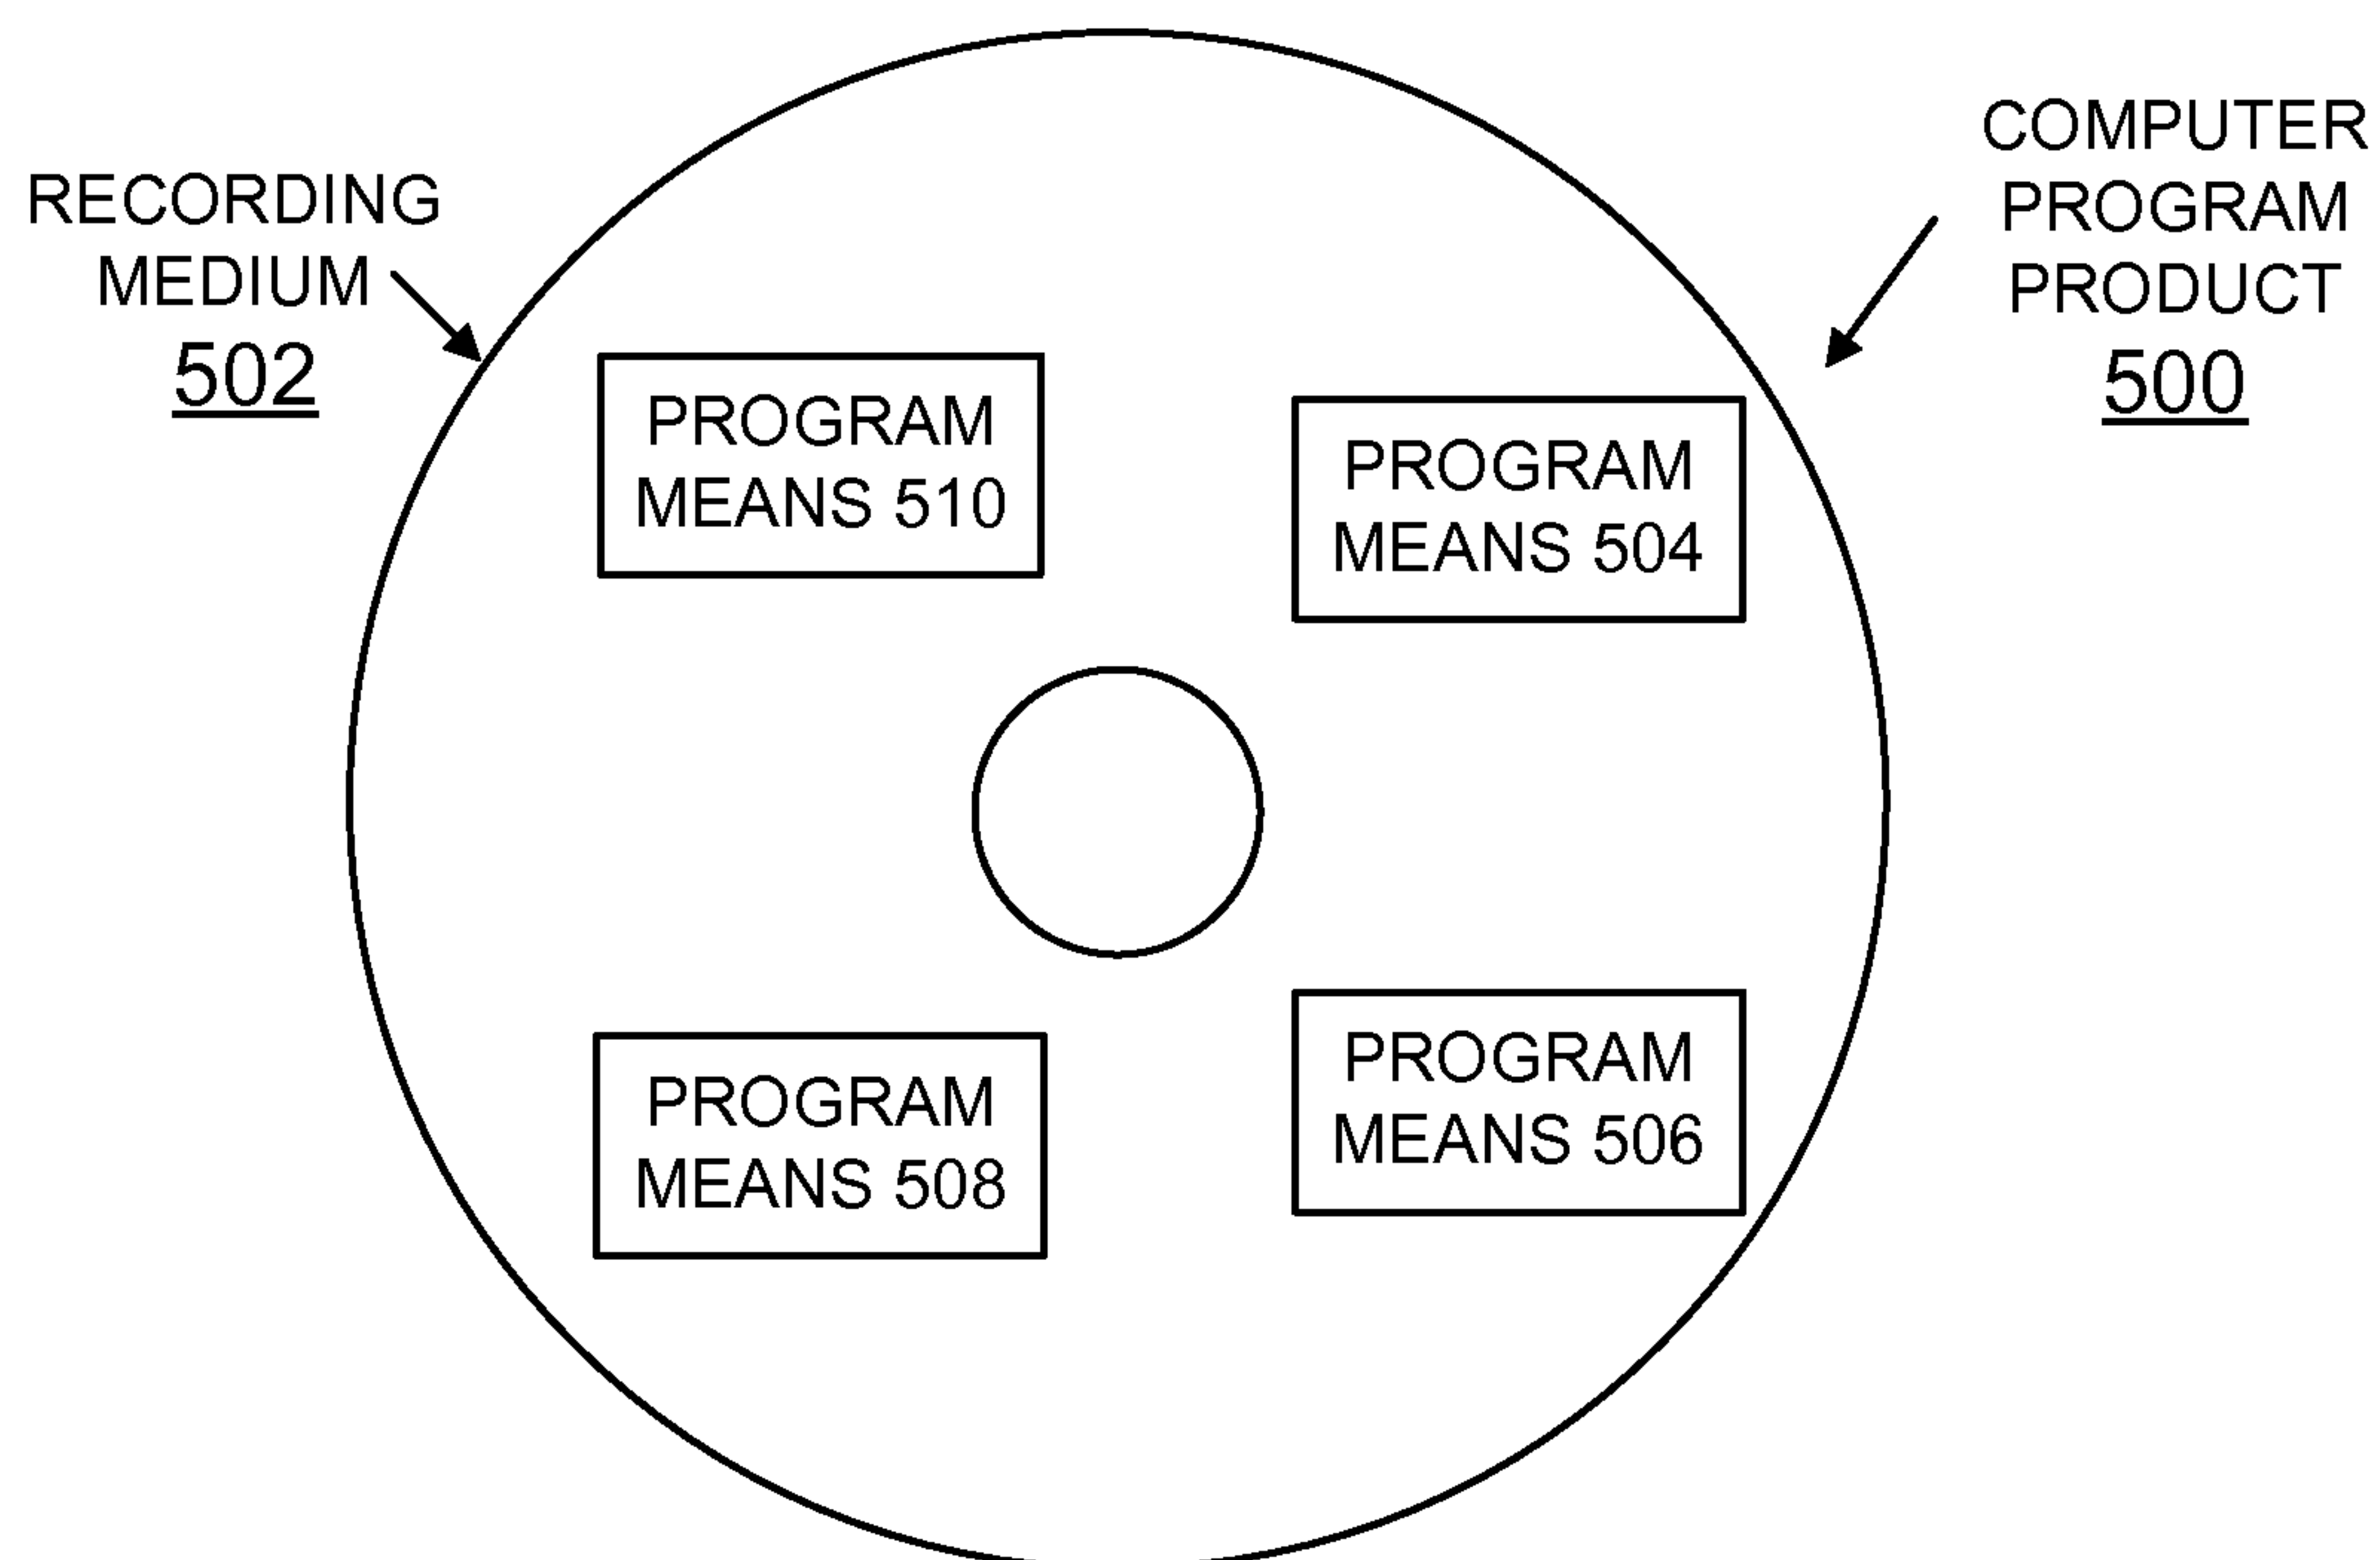 RECORDING
MEDIUM
502
COMPUTER
PROGRAM
PRODUCT
500
PROGRAM
MEANS 510
PROGRAM
MEANS 504
PROGRAM
MEANS 508
PROGRAM
MEANS 506